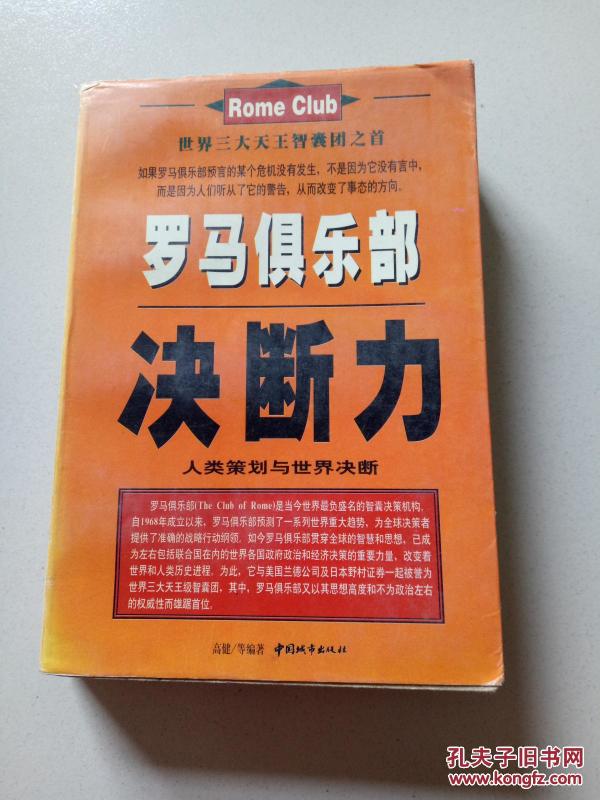 Rome Club
世界三大天王智囊团之首
如果罗马俱乐部预言的某个危机没有发生，不是因为它没有言中，
而是因为人们听从了它的警告，从而改变了事态的方向。
罗马俱乐部
决断力
人类策划与世界决断
罗马俱乐部(The Club of Rome)是当今世界最负盛名的智囊决策机构。
自1968年成立以来，罗马俱乐部预测了一系列世界重大趋势，为全球决策者
提供了准确的战略行动纲领。如今罗马俱乐部贯穿全球的智慧和思想，已成
为左右包括联合国在内的世界各国政府政治和经济决策的重要力量，改变着
世界和人类历史进程。为此，它与美国兰德公司及日本野村证券一起被誉为
世界三大天王级智囊团，其中，罗马俱乐部又以其思想高度和不为政治左右
的权威性而雄踞首位。
高健/等编著 中国城市出版社
孔夫子旧书网
www.kongfz.com